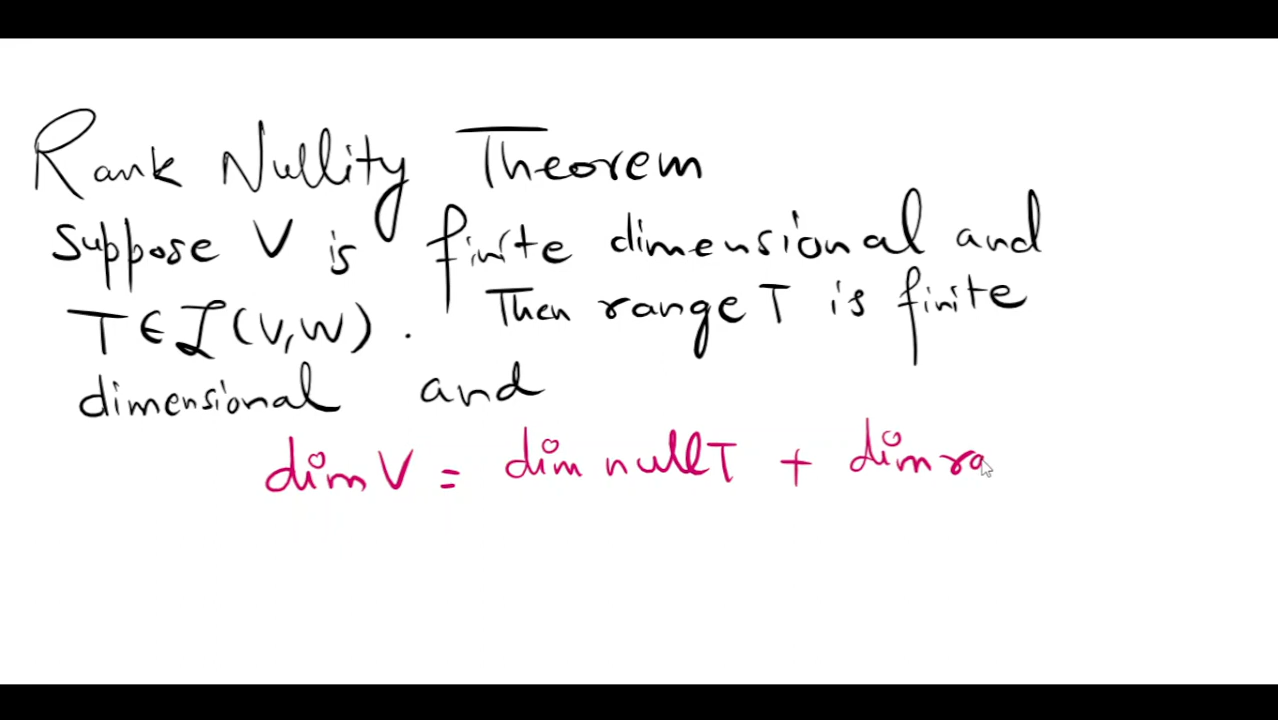 Rank Nullity Theorem
Suppose V is finite dimensional and
T ∈ ℒ(V,W). Then range T is finite
dimensional and
dim V = dim null T + dim ra